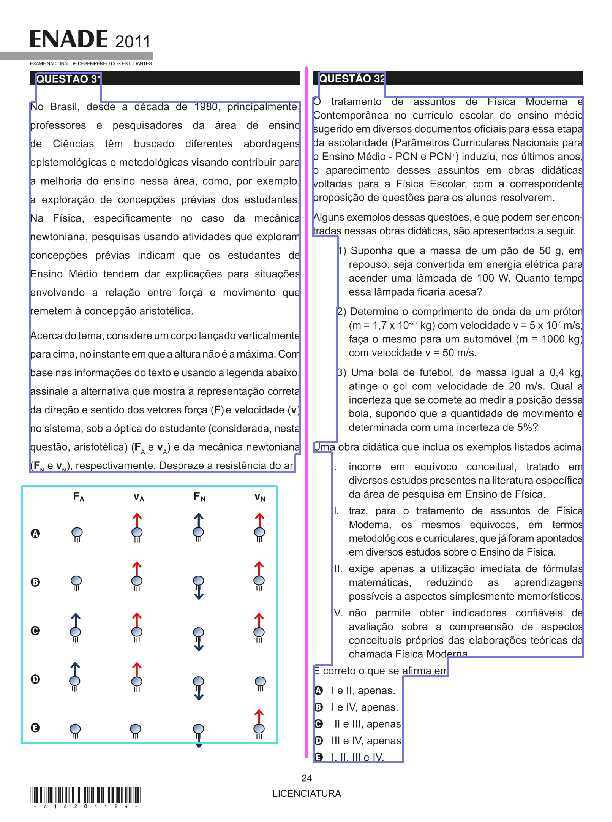 ENADE 2011
EXAME NACIONAL DE DESEMPENHO DOS ESTUDANTES
QUESTÃO 31
No Brasil, desde a década de 1980, principalmente,
professores e pesquisadores da área de ensino
de Ciências têm buscado diferentes abordagens
epistemológicas e metodológicas visando contribuir para
a melhoria do ensino nessa área, como, por exemplo,
a exploração de concepções prévias dos estudantes.
Na Física, especificamente no caso da mecânica
newtoniana, pesquisas usando atividades que exploram
concepções prévias indicam que os estudantes de
Ensino Médio tendem dar explicações para situações
envolvendo a relação entre força e movimento que
remetem à concepção aristotélica.
Acerca do tema, considere um corpo lançado verticalmente
para cima, no instante em que a altura não é a máxima. Com
base nas informações do texto e usando a legenda abaixo,
assinale a alternativa que mostra a representação correta
da direção e sentido dos vetores força (F) e velocidade (v)
no sistema, sob a óptica do estudante (considerada, nesta
questão, aristotélica) (FA e vA) e da mecânica newtoniana
(FN e vN), respectivamente. Despreze a resistência do ar.
FA vA FN vN
A
B
C
D
E
QUESTÃO 32
O tratamento de assuntos de Física Moderna e
Contemporânea no currículo escolar do ensino médio
sugerido em diversos documentos oficiais para essa etapa
da escolaridade (Parâmetros Curriculares Nacionais para
o Ensino Médio - PCN e PCN+) induziu, nos últimos anos,
o aparecimento desses assuntos em obras didáticas
voltadas para a Física Escolar, com a correspondente
proposição de questões para os alunos resolverem.
Alguns exemplos dessas questões, e que podem ser encon-
tradas nessas obras didáticas, são apresentados a seguir.
1) Suponha que a massa de um pão de 50 g, em
repouso, seja convertida em energia elétrica para
acender uma lâmpada de 100 W. Quanto tempo
essa lâmpada ficaria acesa?
2) Determine o comprimento de onda de um próton
(m = 1,7 x 10⁻²⁷ kg) com velocidade v = 5 x 10⁷ m/s;
faça o mesmo para um automóvel (m = 1000 kg)
com velocidade v = 50 m/s.
3) Uma bola de futebol, de massa igual a 0,4 kg,
atinge o gol com velocidade de 20 m/s. Qual a
incerteza que se comete ao medir a posição dessa
bola, supondo que a quantidade de movimento é
determinada com uma incerteza de 5%?
Uma obra didática que inclua os exemplos listados acima
I. incorre em equívoco conceitual, tratado em
diversos estudos presentes na literatura específica
da área de pesquisa em Ensino de Física.
II. traz, para o tratamento de assuntos de Física
Moderna, os mesmos equívocos, em termos
metodológicos e curriculares, que já foram apontados
em diversos estudos sobre o Ensino da Física.
III. exige apenas a utilização imediata de fórmulas
matemáticas, reduzindo as aprendizagens
possíveis a aspectos simplesmente memorísticos.
IV. não permite obter indicadores confiáveis de
avaliação sobre a compreensão de aspectos
conceituais próprios das elaborações teóricas da
chamada Física Moderna.
É correto o que se afirma em
A I e II, apenas.
B I e IV, apenas.
C II e III, apenas.
D III e IV, apenas.
E I, II, III e IV.
24
LICENCIATURA